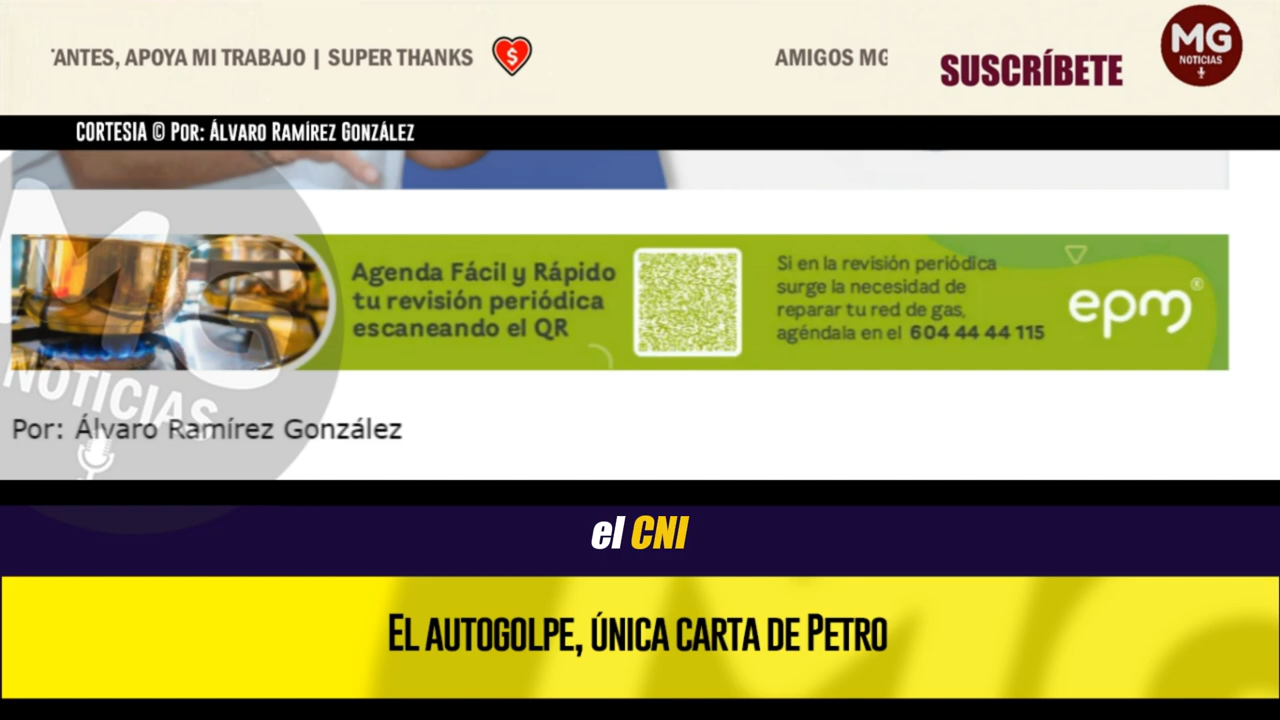 'ANTES, APOYA MI TRABAJO | SUPER THANKS
$
AMIGOS MG
SUSCRÍBETE
MG
NOTICIAS
CORTESIA © Por: Álvaro Ramírez González
Agenda Fácil y Rápido
tu revisión periódica
escaneando el QR
Si en la revisión periódica
surge la necesidad de
reparar tu red de gas,
agéndala en el 604 44 44 115
epm®
MG
NOTICIAS
Por: Álvaro Ramírez González
el CNI
El autogolpe, única carta de Petro